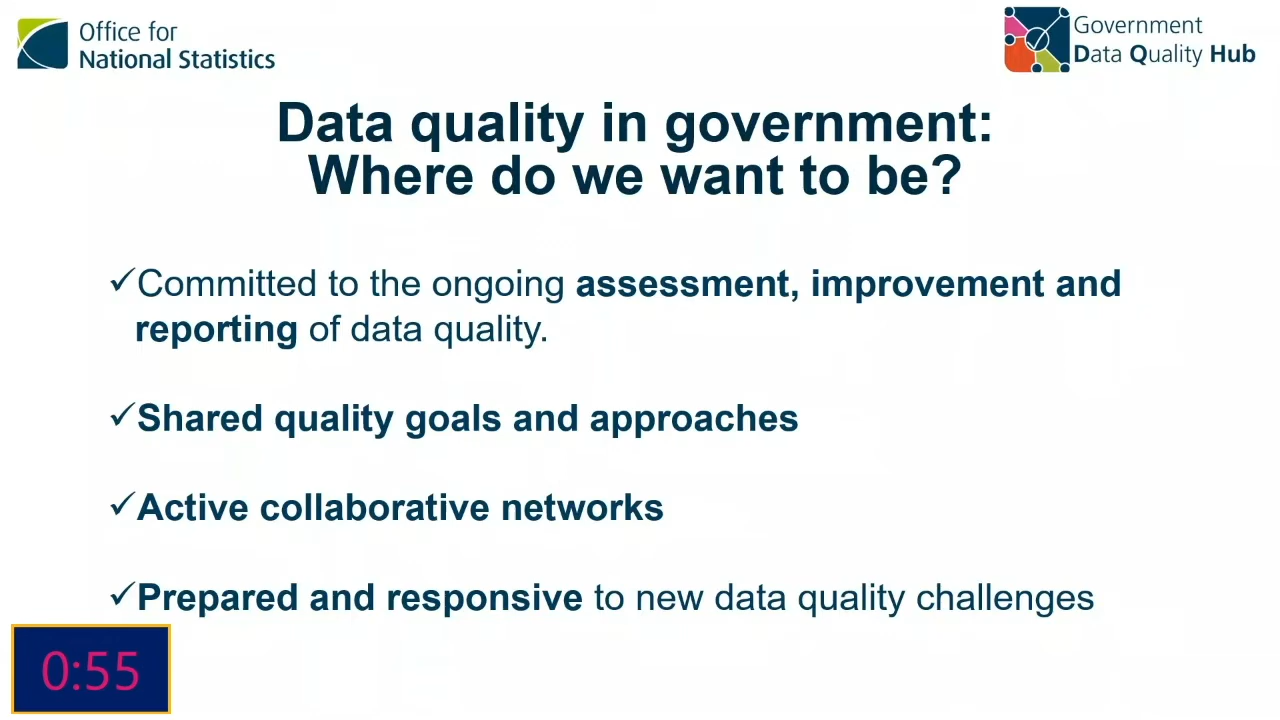 Office for
National Statistics
Government
Data Quality Hub
Data quality in government:
Where do we want to be?
✓Committed to the ongoing assessment, improvement and
reporting of data quality.
✓Shared quality goals and approaches
✓Active collaborative networks
✓Prepared and responsive to new data quality challenges
0:55